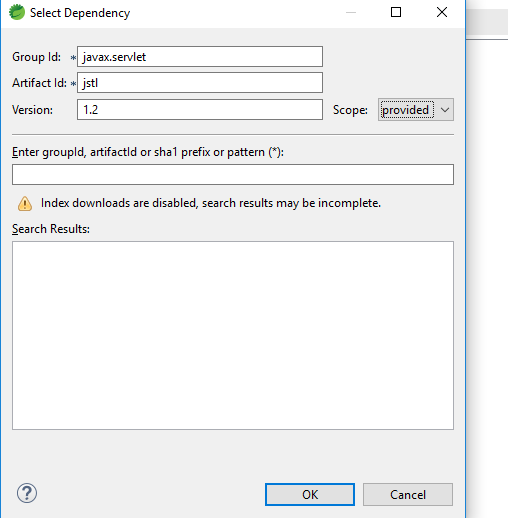 Select Dependency
Group Id: * javax.servlet
Artifact Id: * jstl
Version: 1.2 Scope: provided
Enter groupId, artifactId or sha1 prefix or pattern (*):
Index downloads are disabled, search results may be incomplete.
Search Results:
? OK Cancel